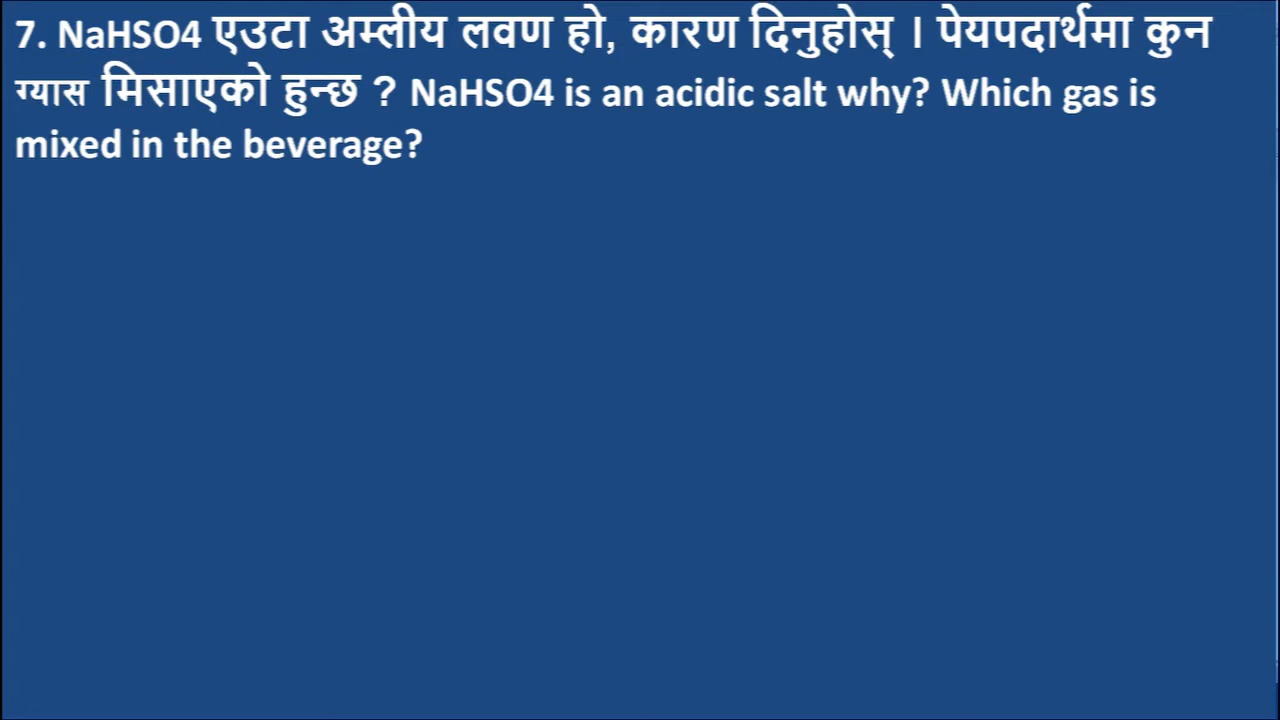 7. NaHSO4 एउटा अम्लीय लवण हो, कारण दिनुहोस् । पेयपदार्थमा कुन
ग्यास मिसाएको हुन्छ ? NaHSO4 is an acidic salt why? Which gas is
mixed in the beverage?